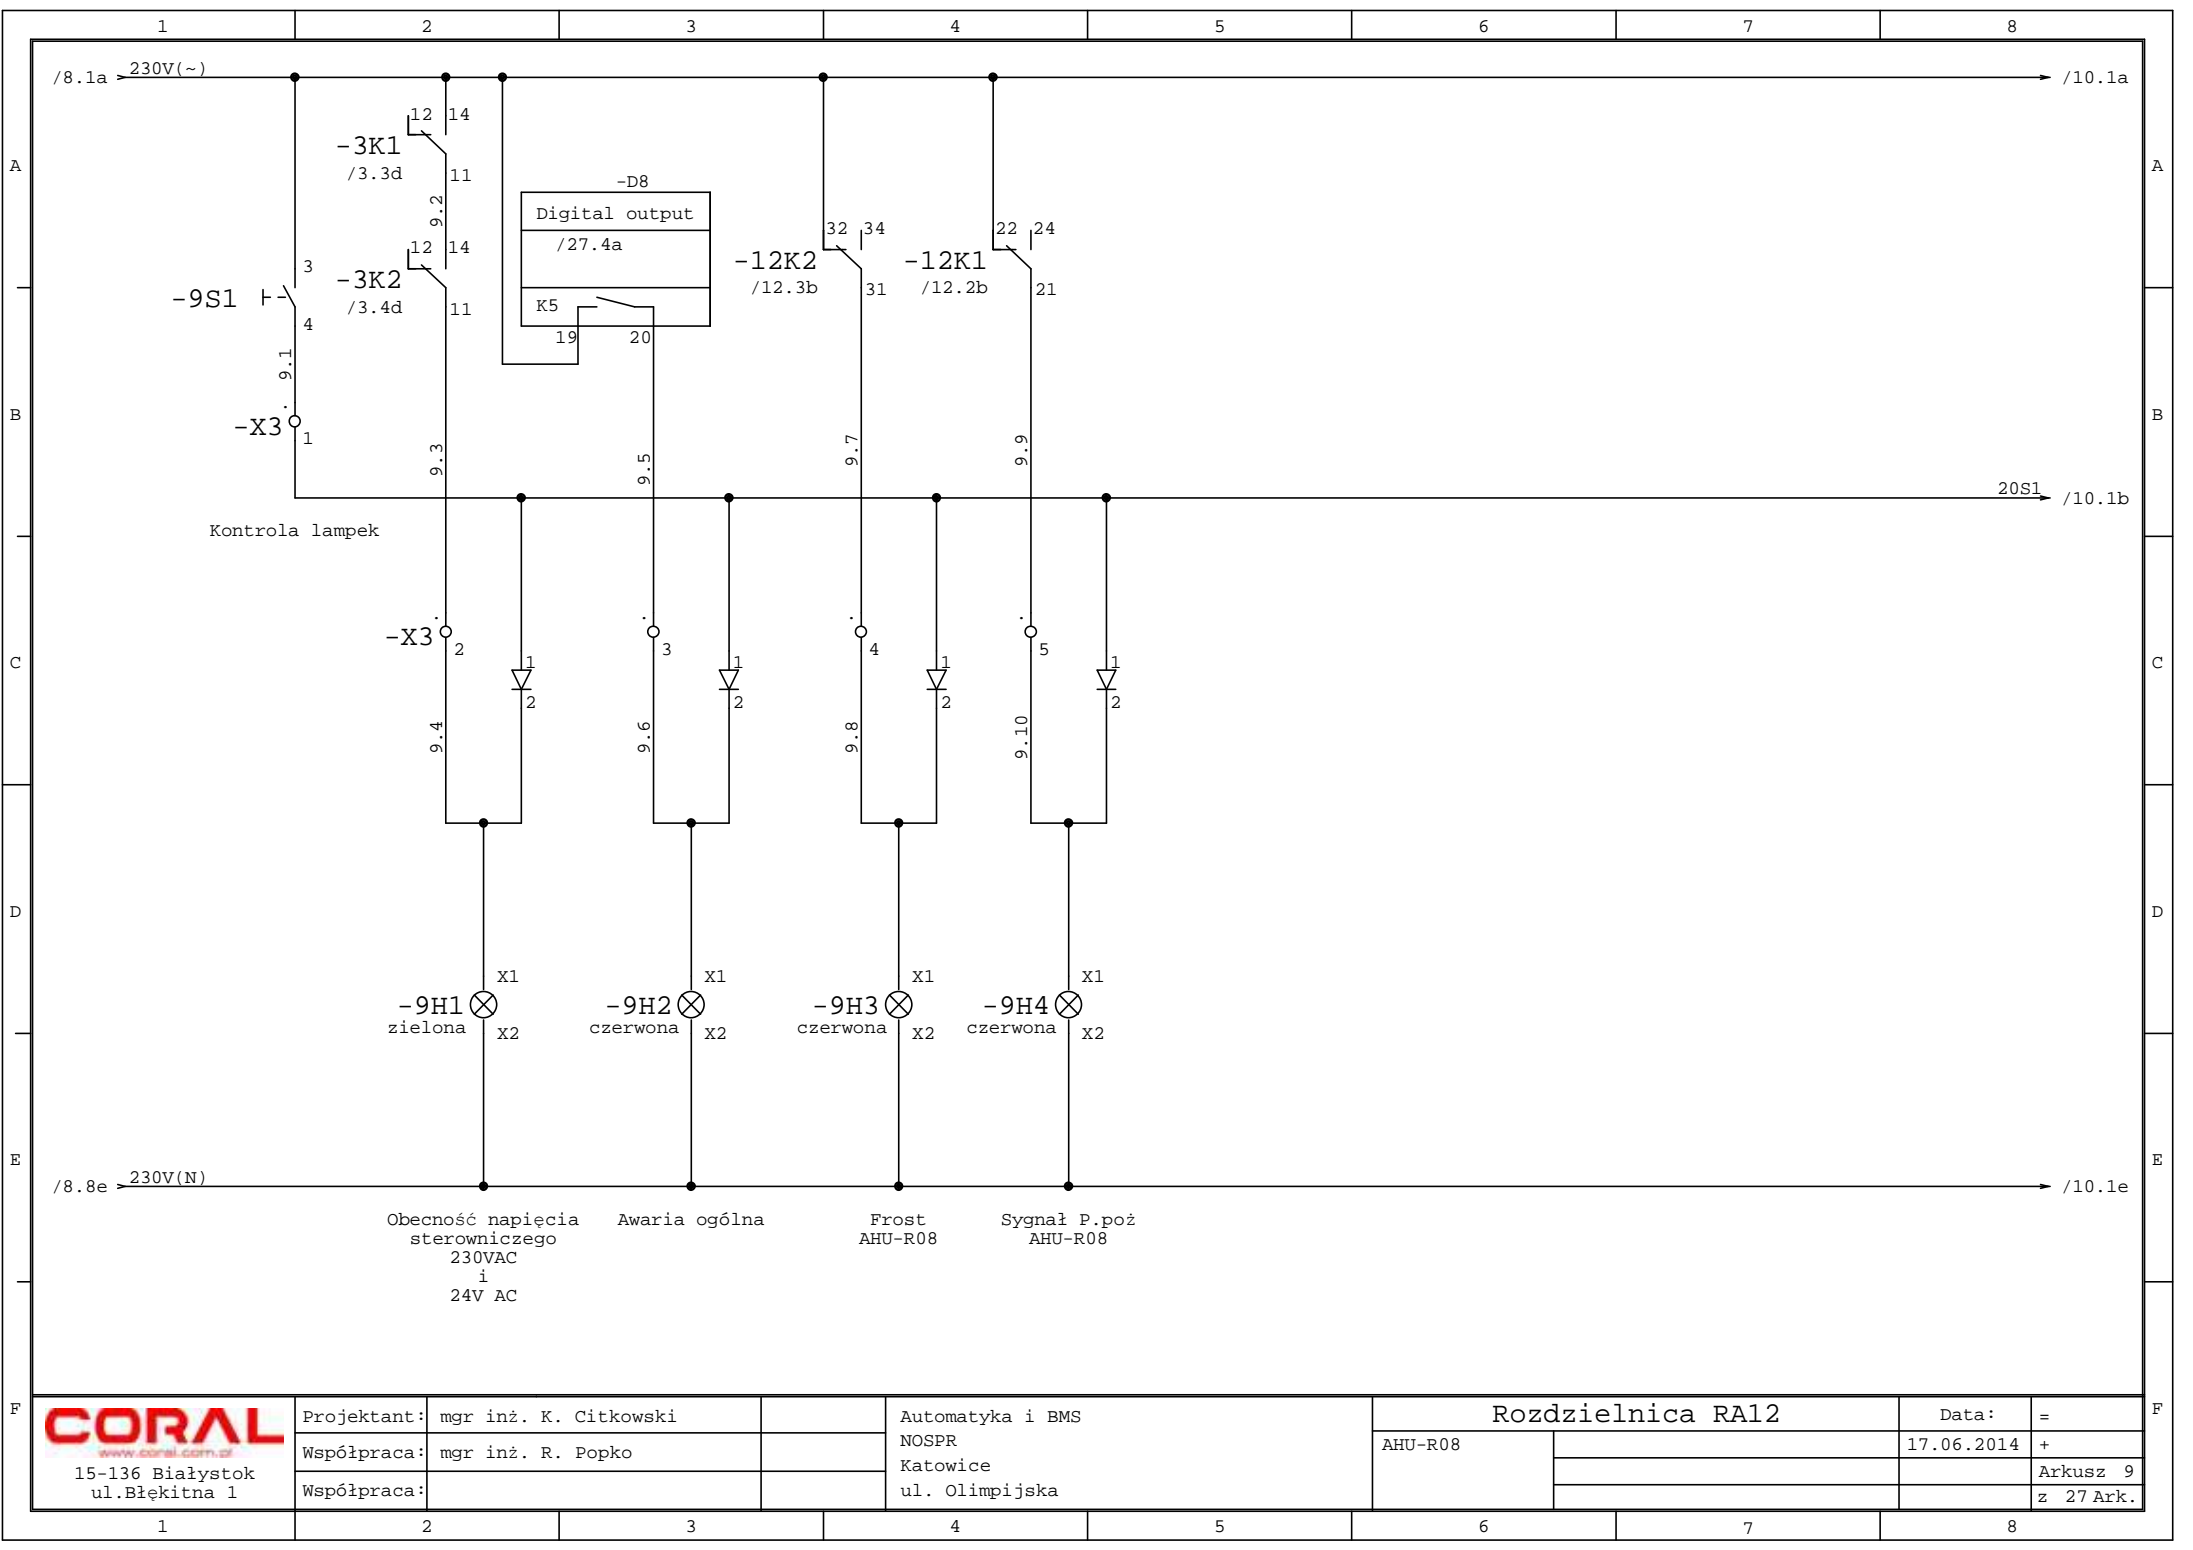 1 2 3 4 5 6 7 8
/8.1a 230V(~) /10.1a
12 14
-3K1
/3.3d
11
9.2
12 14
-3K2
/3.4d
11
-D8
Digital output
/27.4a
K5
19 20
32 34
-12K2
/12.3b
31
22 24
-12K1
/12.2b
21
3
-9S1
4
9.1
-X3
1
9.3
9.5
9.7
9.9
20S1 /10.1b
Kontrola lampek
-X3
2 3 4 5
1 1 1 1
2 2 2 2
9.4 9.6 9.8 9.10
X1 X1 X1 X1
-9H1 -9H2 -9H3 -9H4
zielona czerwona czerwona czerwona
X2 X2 X2 X2
/8.8e 230V(N) /10.1e
Obecność napięcia
sterowniczego
230VAC
i
24V AC
Awaria ogólna
Frost
AHU-R08
Sygnał P.poż
AHU-R08
A A
B B
C C
D D
E E
F F
CORAL
www.coral.com.pl
15-136 Białystok
ul.Błękitna 1
Projektant: mgr inż. K. Citkowski
Współpraca: mgr inż. R. Popko
Współpraca:
Automatyka i BMS
NOSPR
Katowice
ul. Olimpijska
Rozdzielnica RA12
AHU-R08
Data: =
17.06.2014 +
Arkusz 9
z 27 Ark.
1 2 3 4 5 6 7 8